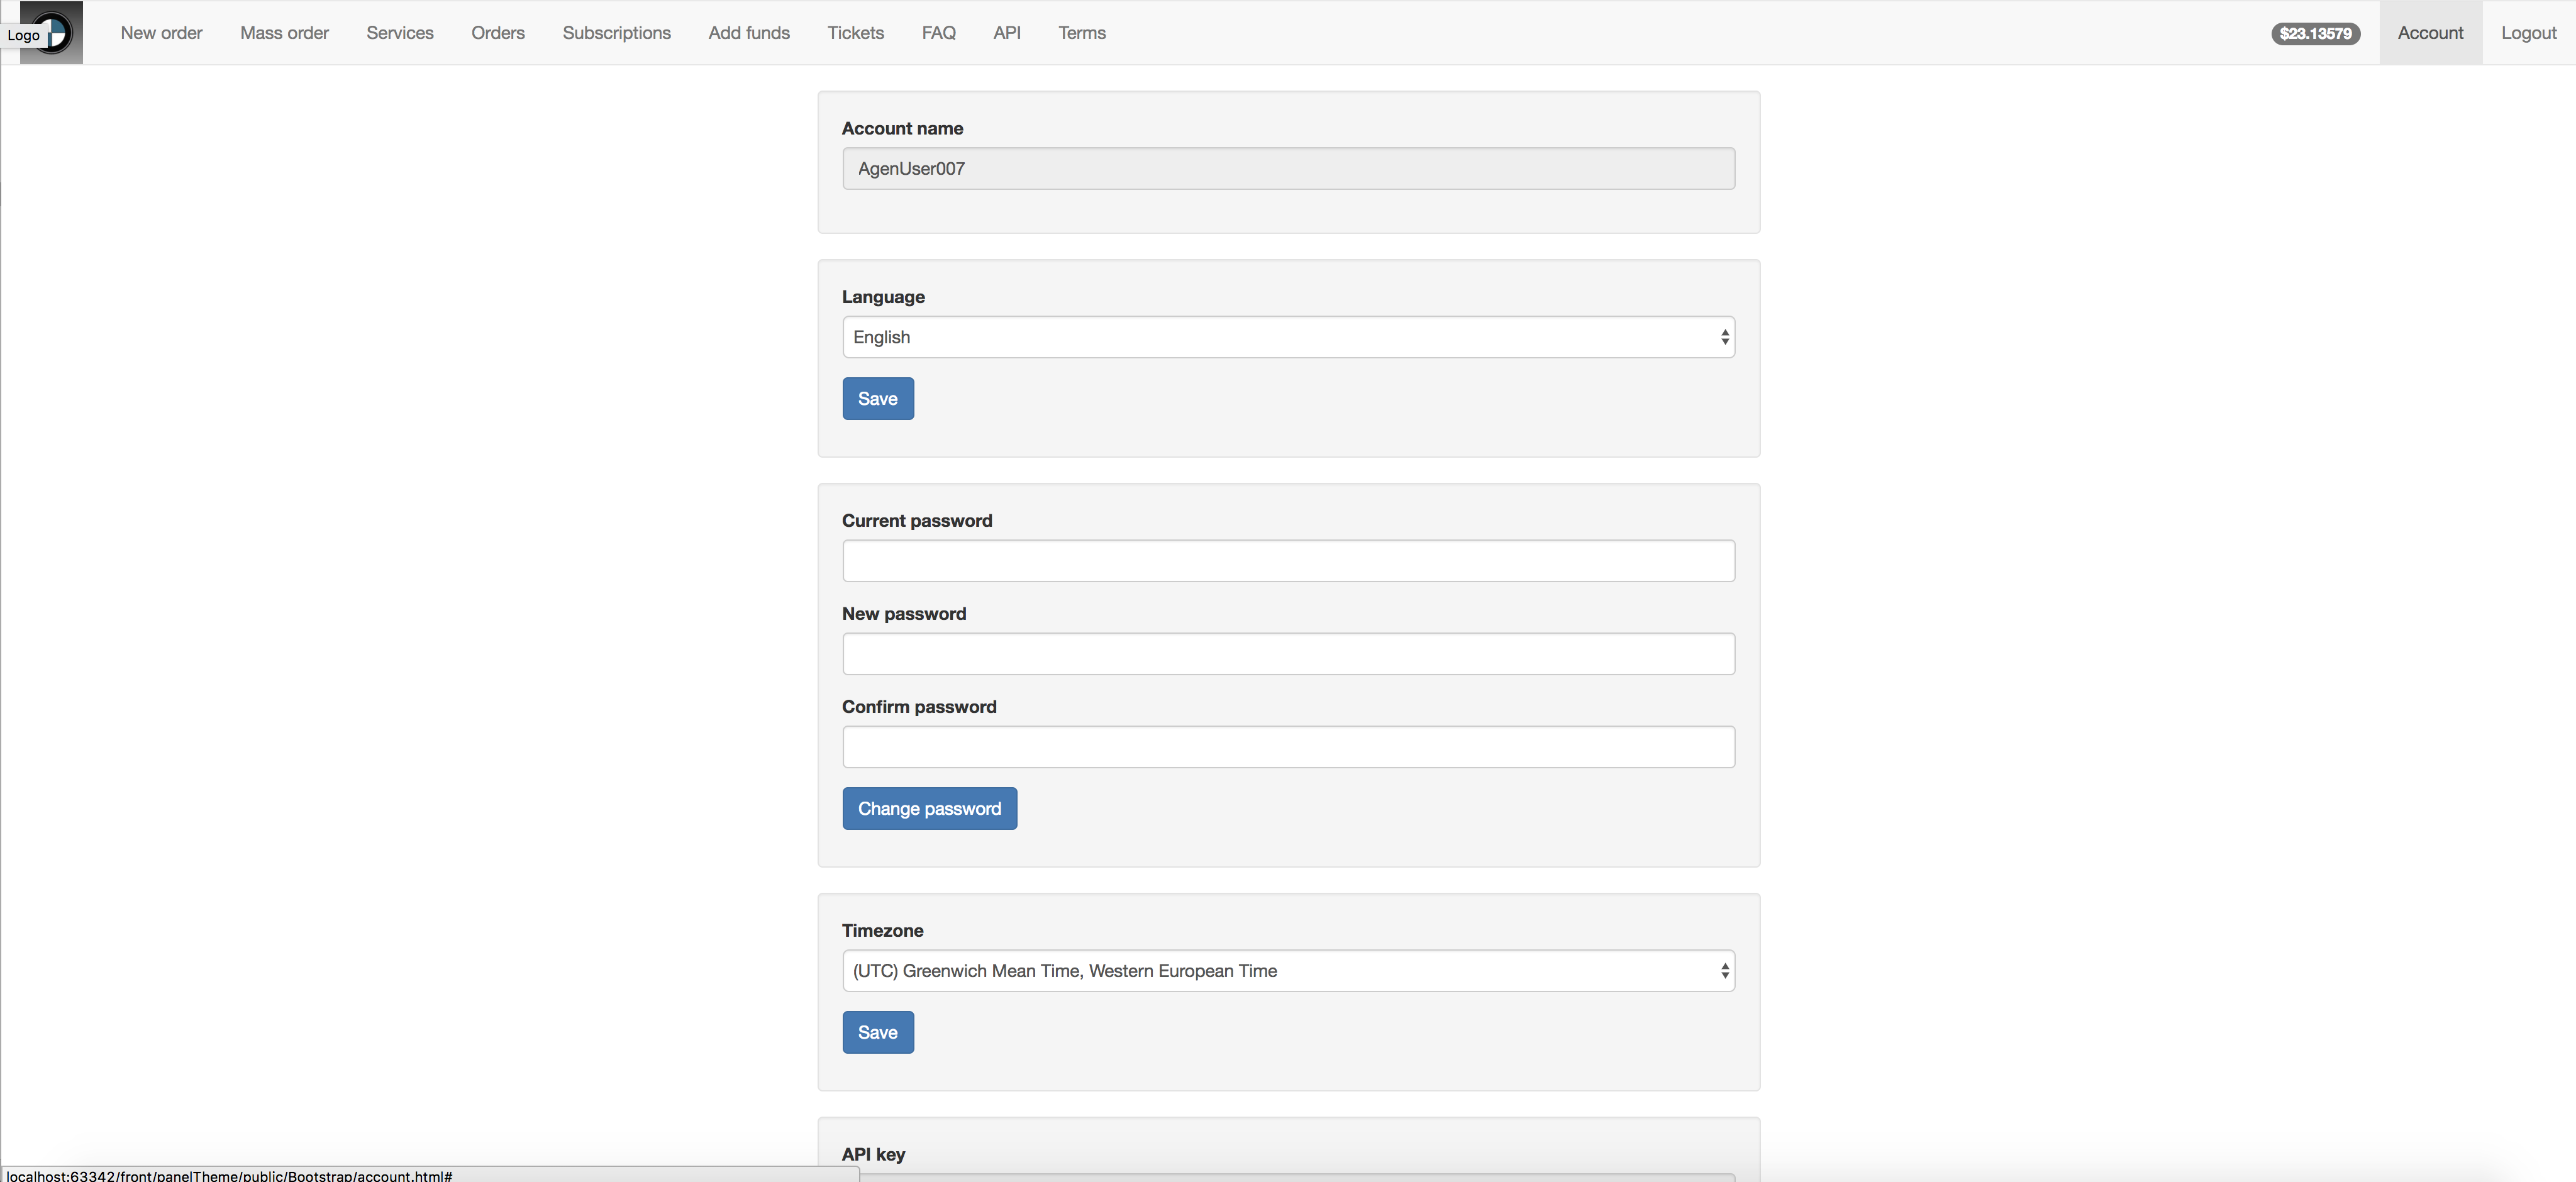 Logo New order Mass order Services Orders Subscriptions Add funds Tickets FAQ API Terms $23.13579 Account Logout
Account name
AgenUser007
Language
English
Save
Current password
New password
Confirm password
Change password
Timezone
(UTC) Greenwich Mean Time, Western European Time
Save
API key
localhost:63342/front/panelTheme/public/Bootstrap/account.html#